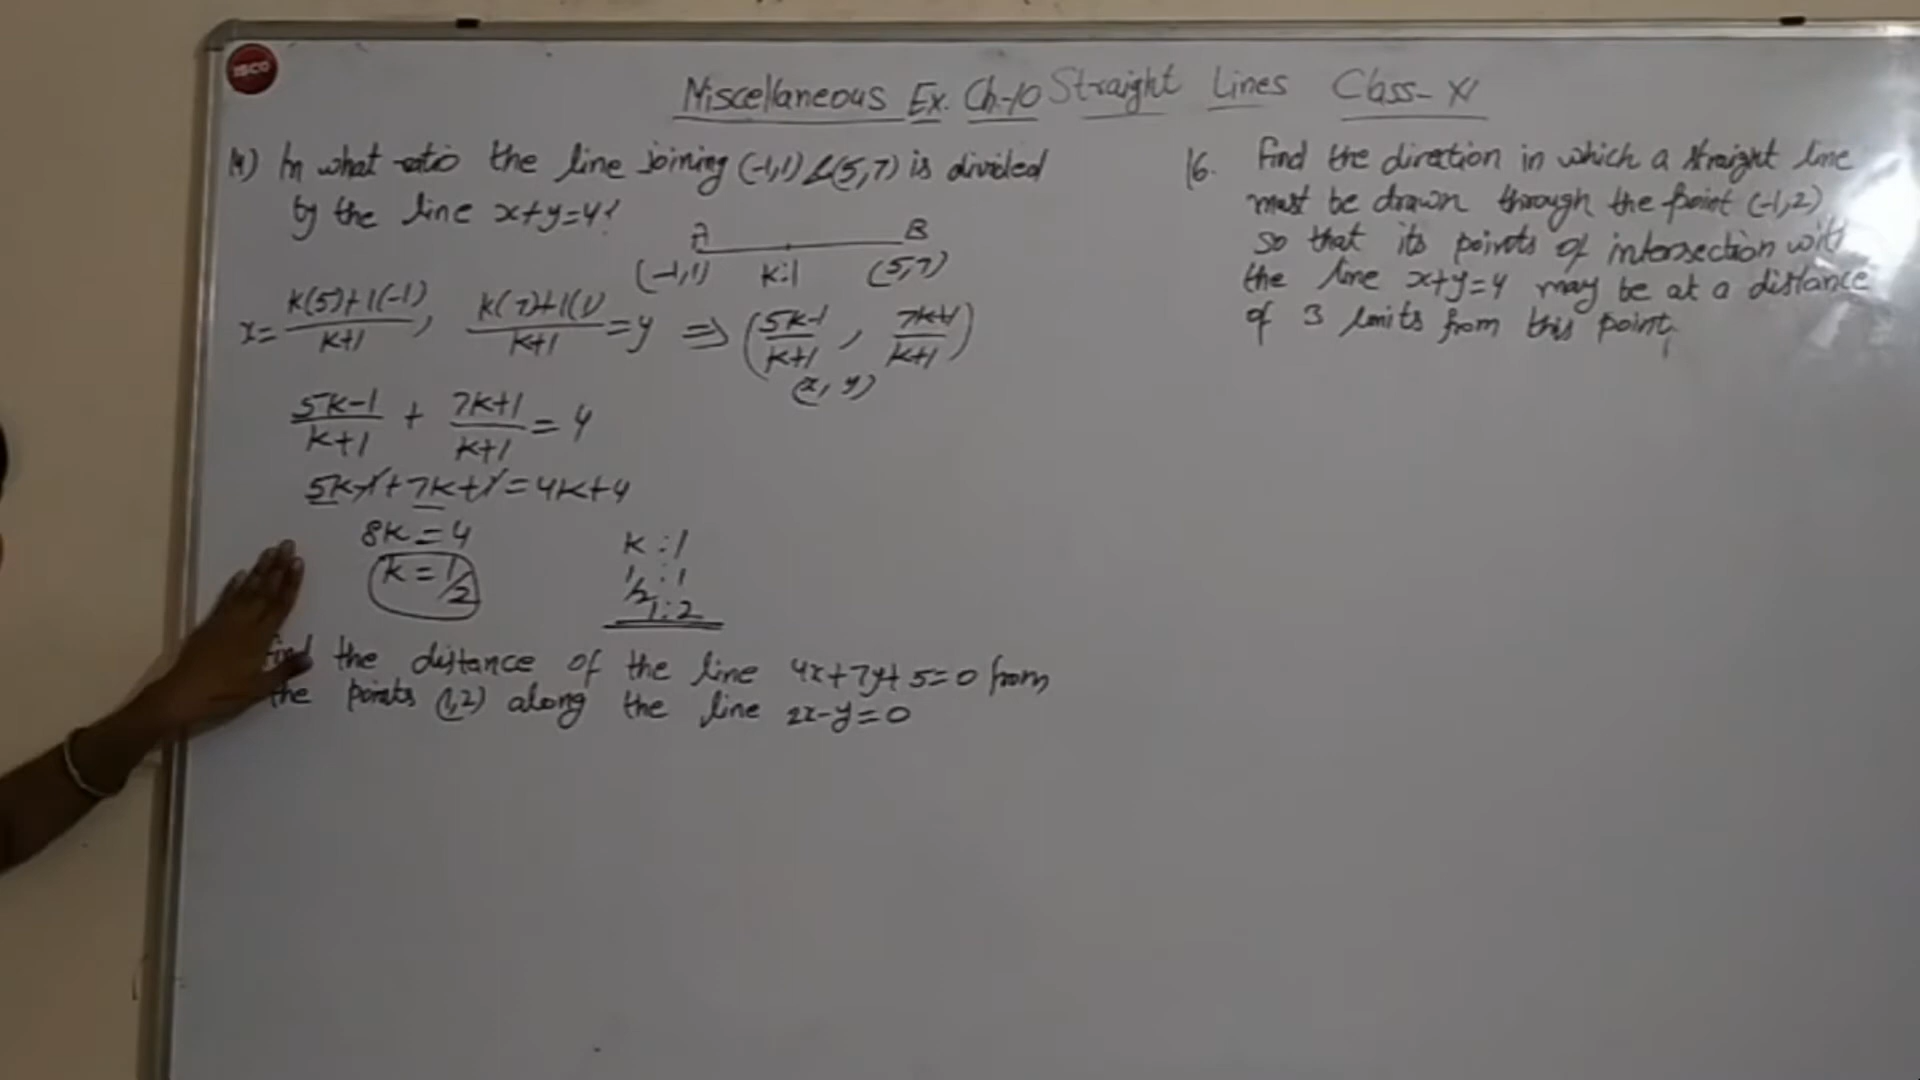 ISCO
Miscellaneous Ex. Ch-10 Straight Lines Class-XI
14) In what ratio the line joining (-1,1) & (5,7) is divided
by the line x+y=4?
A B
(-1,1) k:1 (5,7)
x= k(5)+1(-1)/k+1, k(7)+1(1)/k+1 =y ⇒ (5k-1/k+1, 7k+1/k+1)
(x, y)
5k-1/k+1 + 7k+1/k+1 = 4
5k-1+7k+1=4k+4
8k=4
k=1/2
k:1
1/2:1
1:2
Find the distance of the line 4x+7y+5=0 from
the points (1,2) along the line 2x-y=0
16. Find the direction in which a straight line
must be drawn through the point (-1,2)
so that its points of intersection with
the line x+y=4 may be at a distance
of 3 units from this point.